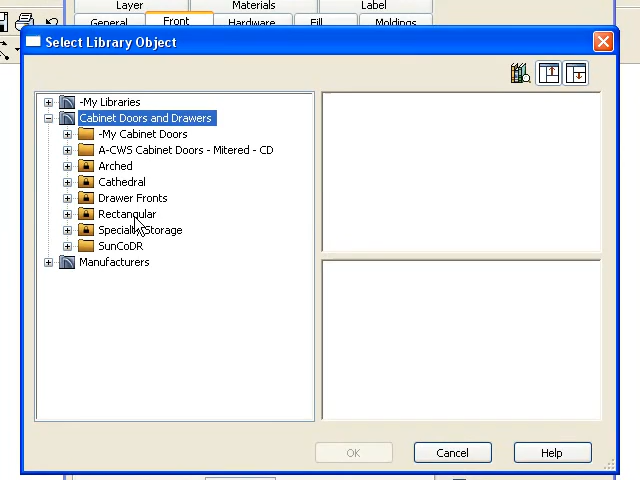 Layer Materials Label
General Front Hardware Fill Moldings
Select Library Object
-My Libraries
Cabinet Doors and Drawers
-My Cabinet Doors
A-CWS Cabinet Doors - Mitered - CD
Arched
Cathedral
Drawer Fronts
Rectangular
Specialty Storage
SunCoDR
Manufacturers
OK Cancel Help